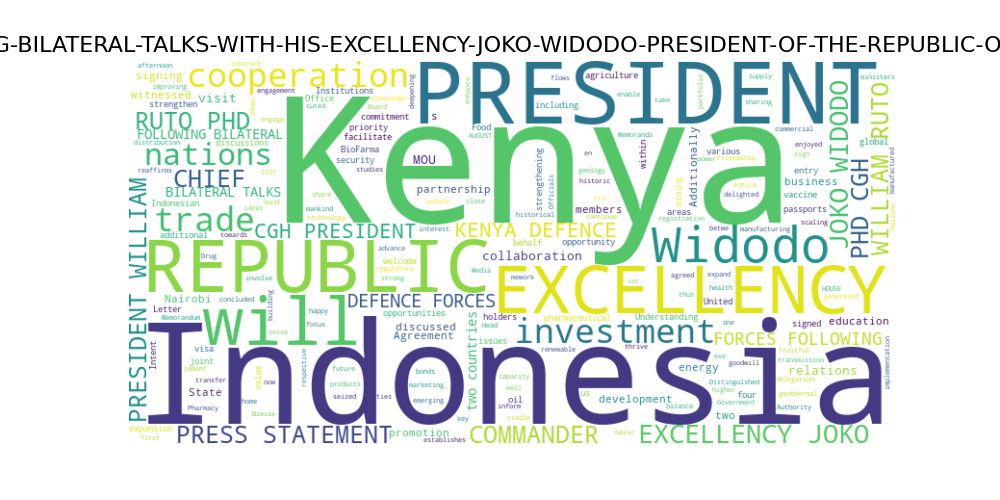 G-BILATERAL-TALKS-WITH-HIS-EXCELLENCY-JOKO-WIDODO-PRESIDENT-OF-THE-REPUBLIC-O
Kenya
Indonesia
PRESIDENT
REPUBLIC
EXCELLENCY
will
Widodo
cooperation
nations
trade
investment
RUTO PHD
FOLLOWING BILATERAL
CHIEF
BILATERAL TALKS
CGH PRESIDENT
KENYA DEFENCE
DEFENCE FORCES
PRESIDENT WILLIAM
JOKO WIDODO
PHD CGH
WILLIAM RUTO
FORCES FOLLOWING
PRESS STATEMENT
COMMANDER
EXCELLENCY JOKO
two countries
signing
witnessed
strengthen
visit
afternoon
improving
contract
engagement
institutions
Office
discussions
distribution
reaffirms
Indonesian
additional
towards
ideas
Good
share
mankind
technology
studies
security
BioFarma
facilitate
priority
commitment
Board
knowledge
deepening
enhance
MOU
s
partnership
people
close
interest
continue
historical
strengthening
Officials
Food
AUGUST
including
flows
agriculture
enable
take
within
portfolio
supply
sharing
ministers
Memoranda
en
geology
historic
various
power
friendship
Additionally
mining
entire
areas
members
registration
delighted
commercial
enjoyed
sign
global
entry
business
vaccine
passports
scaling
manufacturing
manufactured
behalf
opportunity
collaboration
Nairobi
Drug
involve
concluded
Letter
Memorandum
Intent
visa
joint
transfer
cement
State
value
now
home
Pharmacy
Biovax
expansion
first
building
seize
happy
focus
respective
future
products
seized
ties
promotion
welcome
regulatory
advance
strong
Media
opportunities
discussed
Agreement
bonds
marketing
emerging
establishes
key
capacity
well
inform
oil
cradle
basic
Head
issues
holders
pharmaceutical
renewable
thrive
Understanding
set
agreed
thus
expand
health
United
HOUSE
generated
one
signed
education
relations
energy
us
development
exe
goodwill
fruitful
transmission
delegation
Distinguished
higher
four
Government
geothermal
Authority
balance
two
implementation